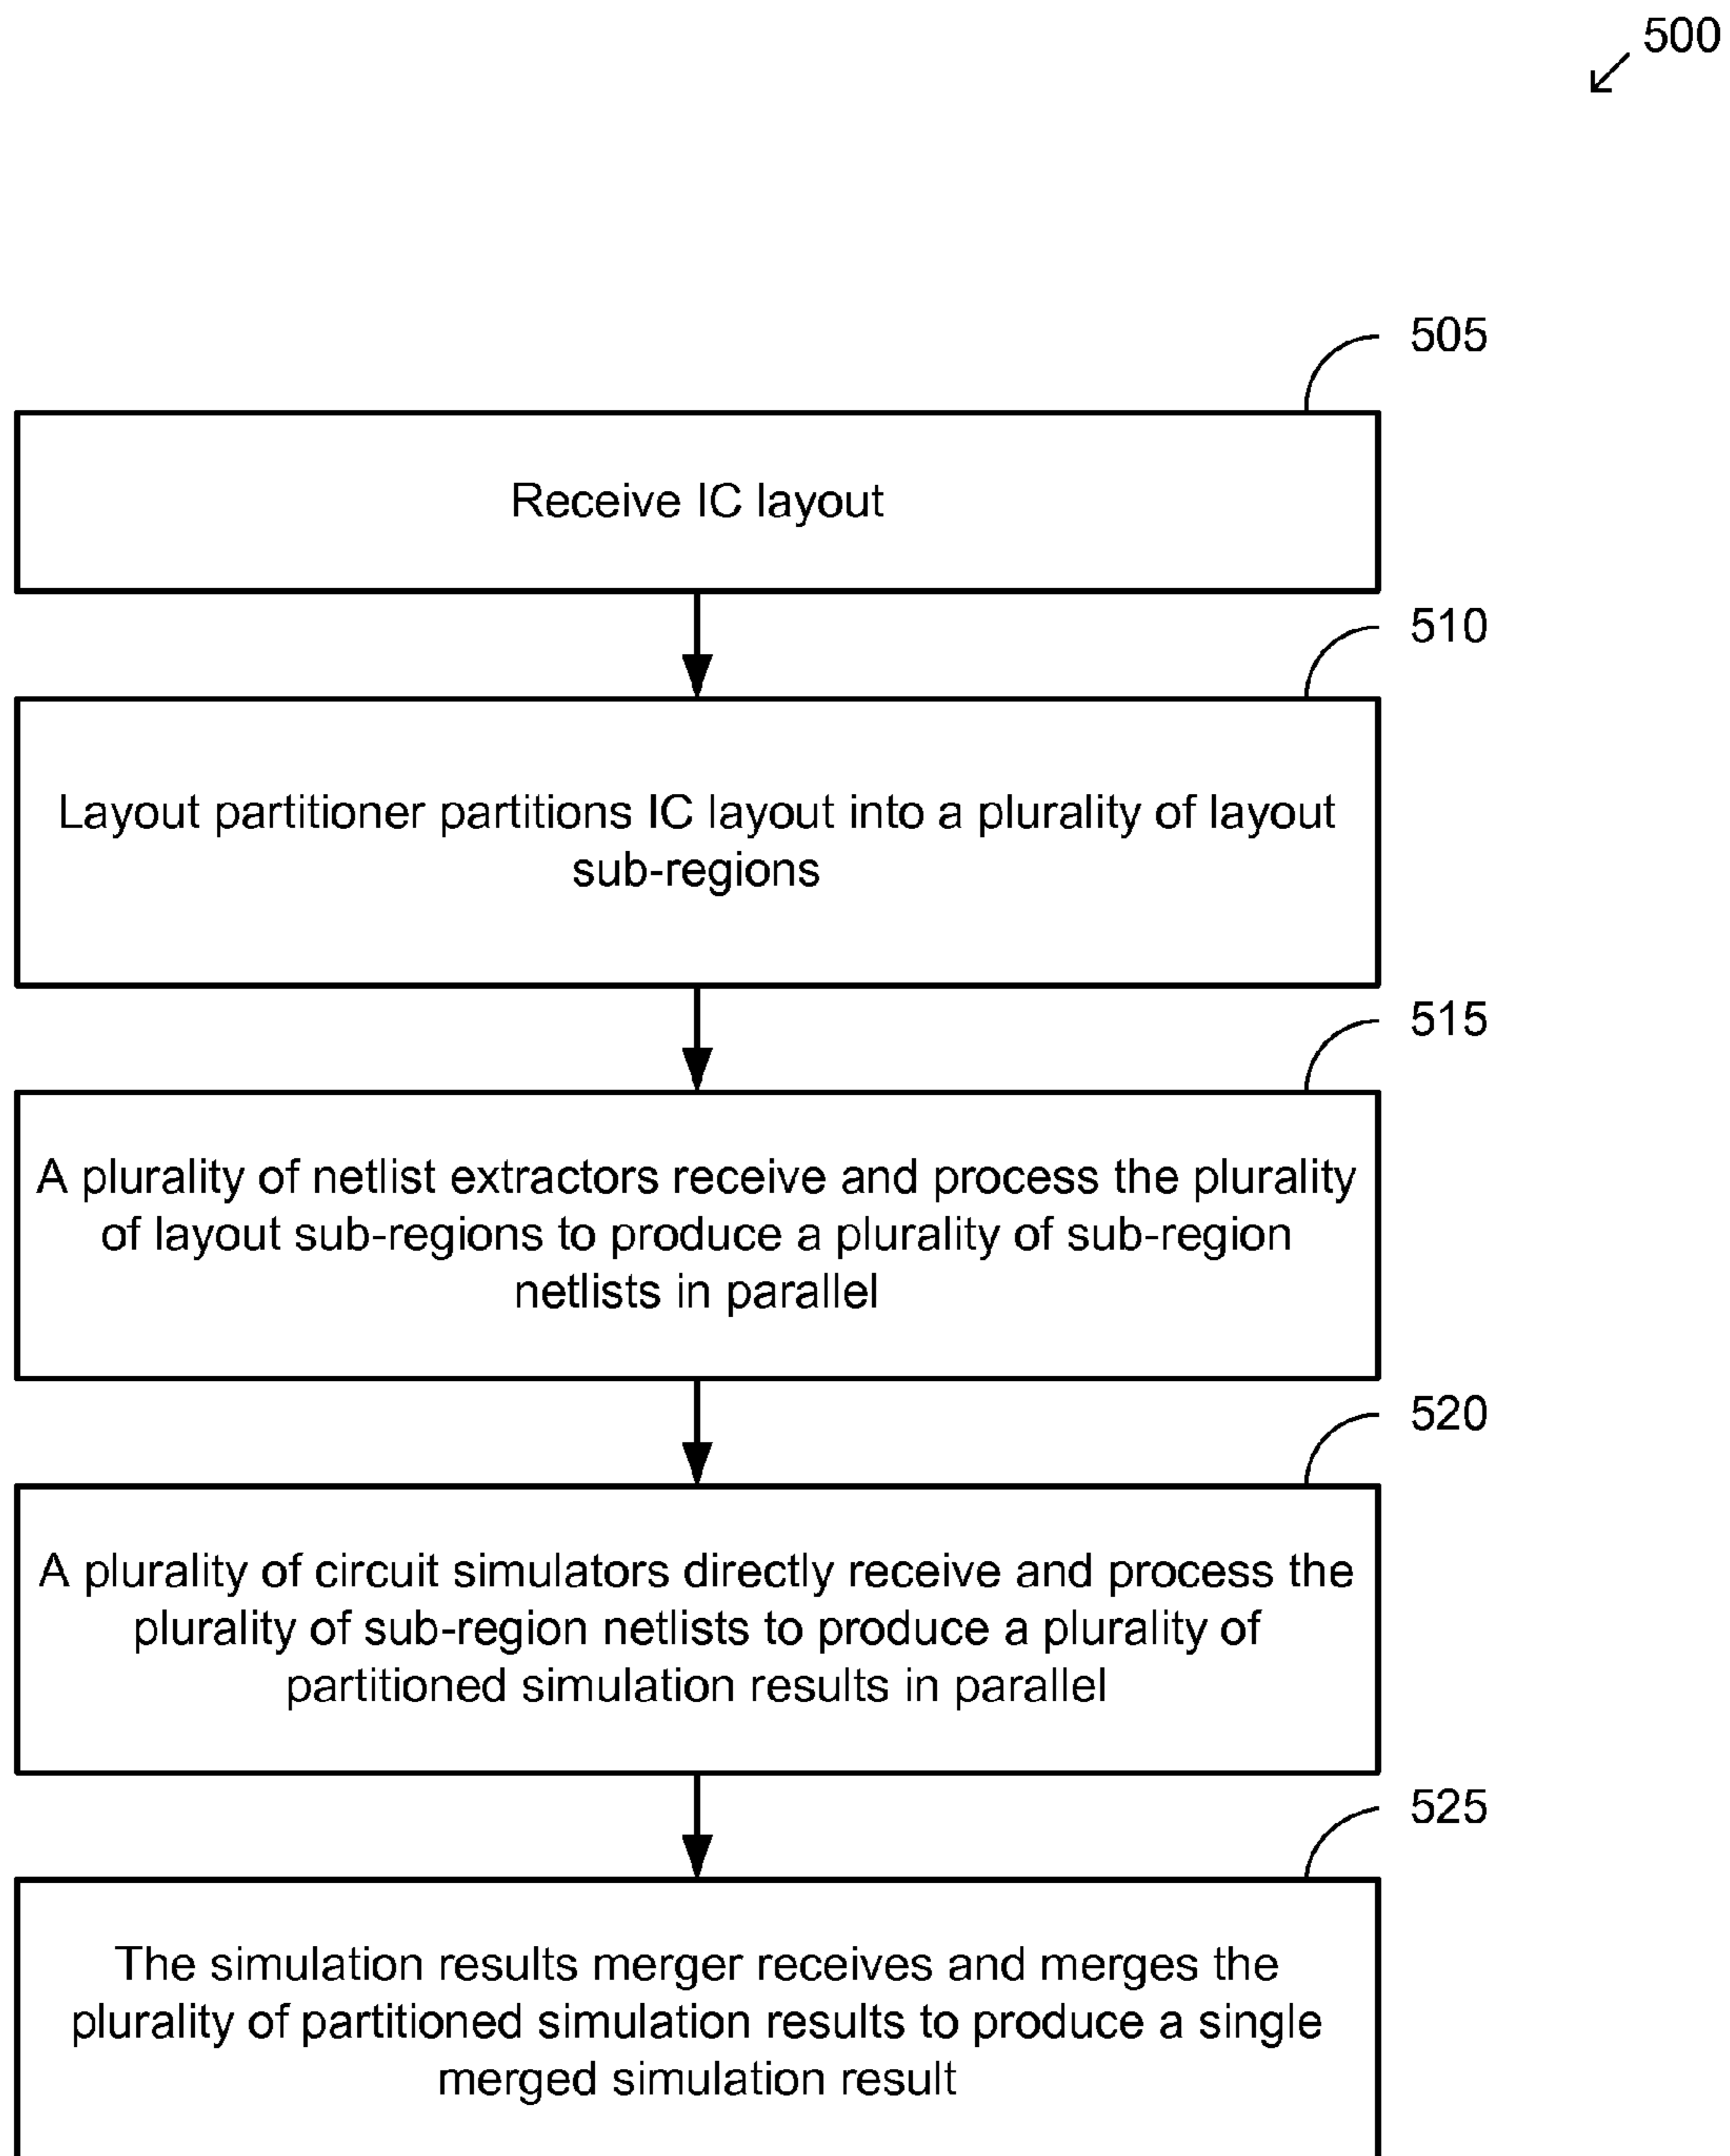 500
505
Receive IC layout
510
Layout partitioner partitions IC layout into a plurality of layout
sub-regions
515
A plurality of netlist extractors receive and process the plurality
of layout sub-regions to produce a plurality of sub-region
netlists in parallel
520
A plurality of circuit simulators directly receive and process the
plurality of sub-region netlists to produce a plurality of
partitioned simulation results in parallel
525
The simulation results merger receives and merges the
plurality of partitioned simulation results to produce a single
merged simulation result